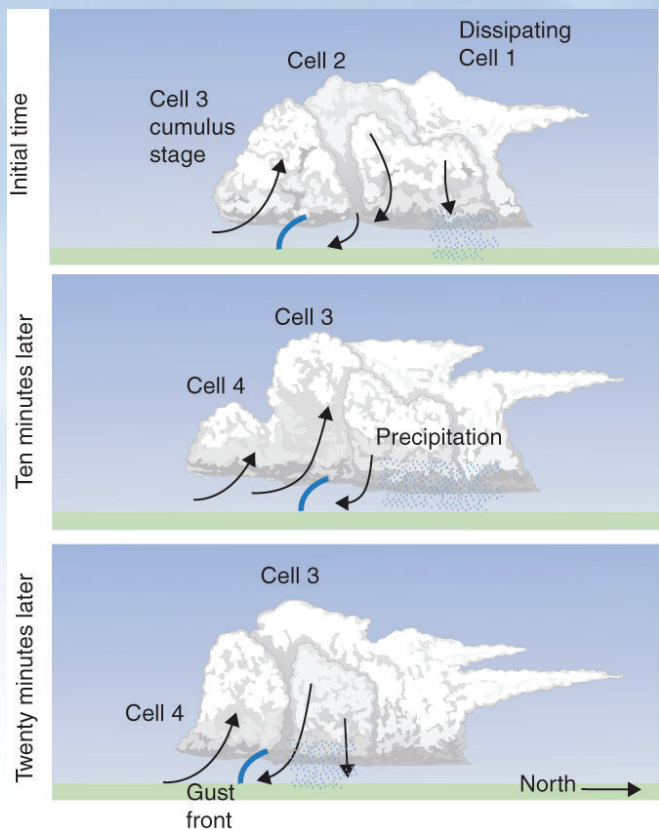 Initial time
Cell 3
cumulus
stage
Cell 2
Dissipating
Cell 1
Ten minutes later
Cell 4
Cell 3
Precipitation
Twenty minutes later
Cell 3
Cell 4
Gust
front
North